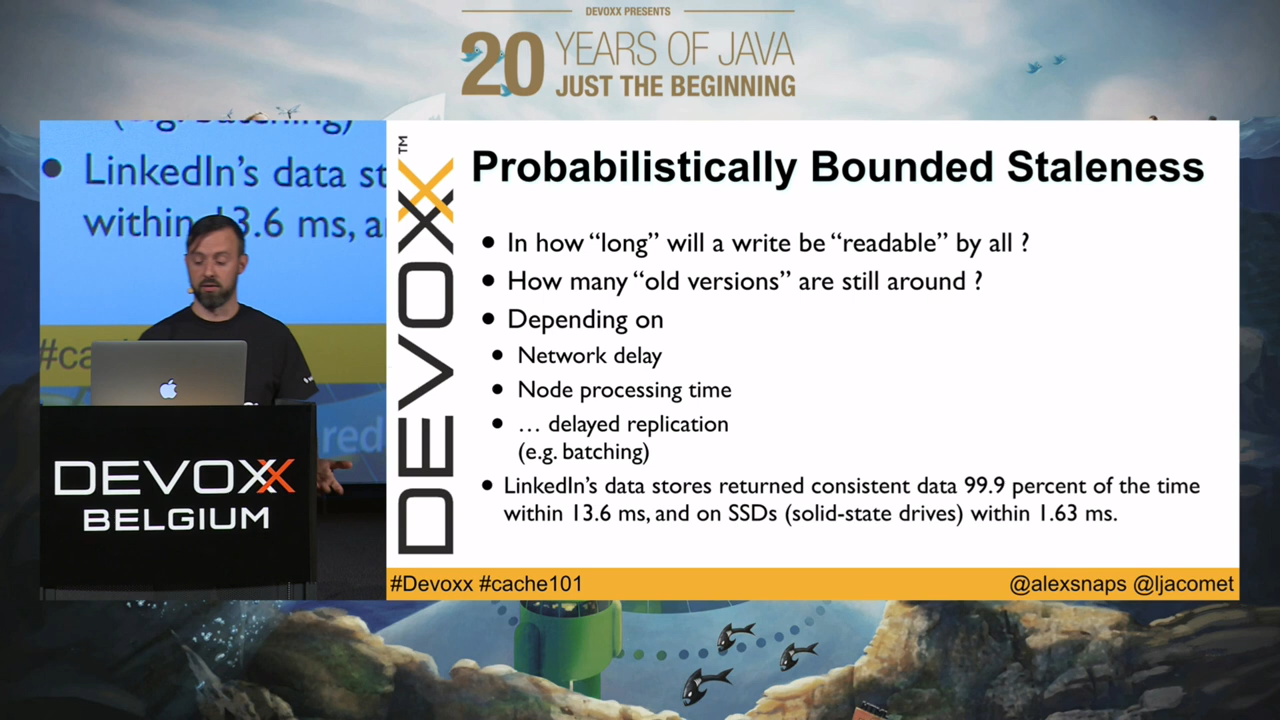 DEVOXX PRESENTS
20 YEARS OF JAVA
JUST THE BEGINNING
(e.g. batching)
• LinkedIn's data st
within 13.6 ms, a
#ca
red
DEVOXX
BELGIUM
DEVOXX™
Probabilistically Bounded Staleness
• In how “long” will a write be “readable” by all ?
• How many “old versions” are still around ?
• Depending on
• Network delay
• Node processing time
• … delayed replication
(e.g. batching)
• LinkedIn's data stores returned consistent data 99.9 percent of the time
within 13.6 ms, and on SSDs (solid-state drives) within 1.63 ms.
#Devoxx #cache101
@alexsnaps @ljacomet